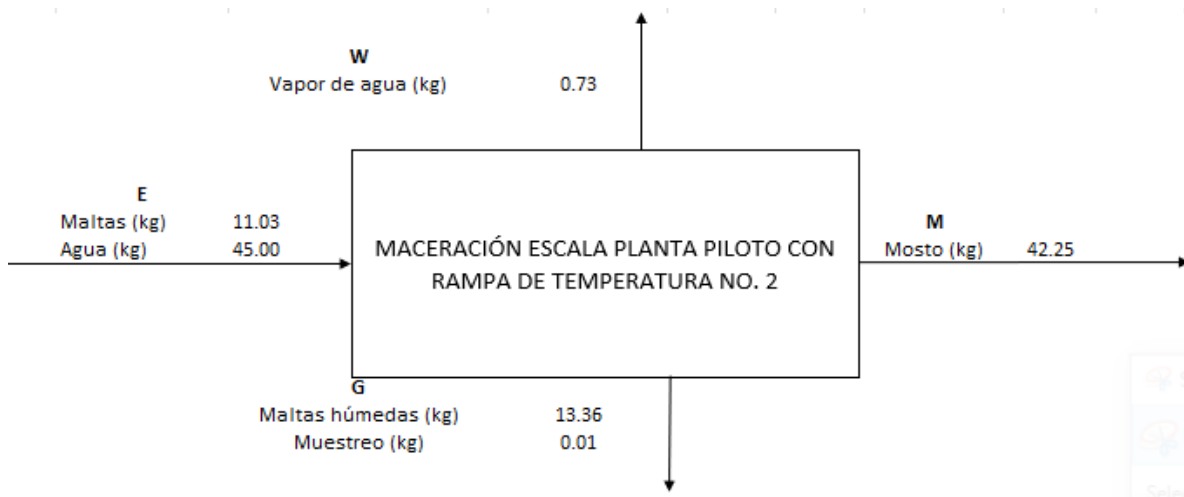 W
Vapor de agua (kg) 0.73
E
Maltas (kg) 11.03
Agua (kg) 45.00
MACERACIÓN ESCALA PLANTA PILOTO CON
RAMPA DE TEMPERATURA NO. 2
M
Mosto (kg) 42.25
G
Maltas húmedas (kg) 13.36
Muestreo (kg) 0.01